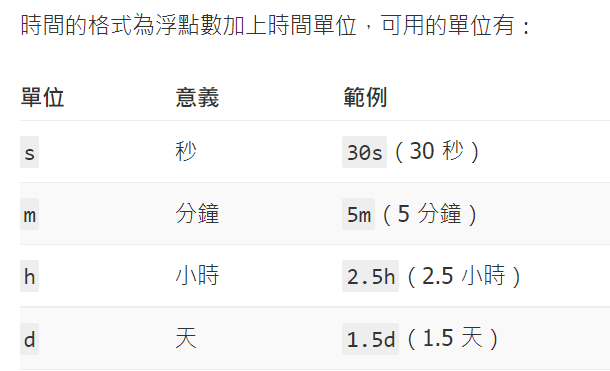 時間的格式為浮點數加上時間單位，可用的單位有：
單位 意義 範例
s 秒 30s（30 秒）
m 分鐘 5m（5 分鐘）
h 小時 2.5h（2.5 小時）
d 天 1.5d（1.5 天）